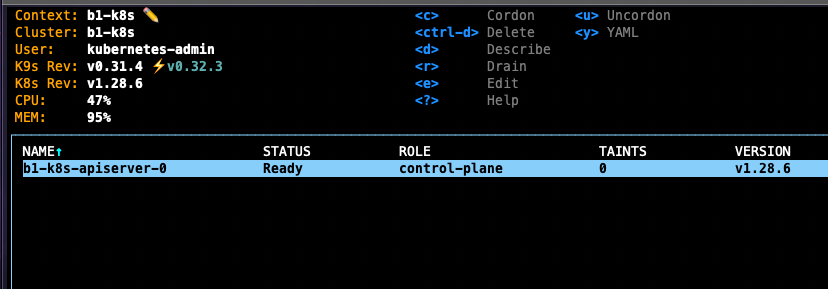 Context: b1-k8s ✏️ <c> Cordon <u> Uncordon
Cluster: b1-k8s <ctrl-d> Delete <y> YAML
User: kubernetes-admin <d> Describe
K9s Rev: v0.31.4 ⚡v0.32.3 <r> Drain
K8s Rev: v1.28.6 <e> Edit
CPU: 47% <?> Help
MEM: 95%
NAME↑ STATUS ROLE TAINTS VERSION
b1-k8s-apiserver-0 Ready control-plane 0 v1.28.6